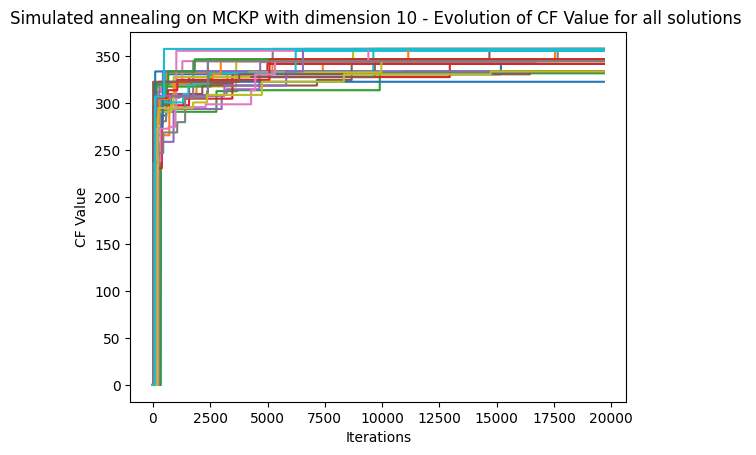 Simulated annealing on MCKP with dimension 10 - Evolution of CF Value for all solutions
350
300
250
200
150
100
50
0
CF Value
0 2500 5000 7500 10000 12500 15000 17500 20000
Iterations